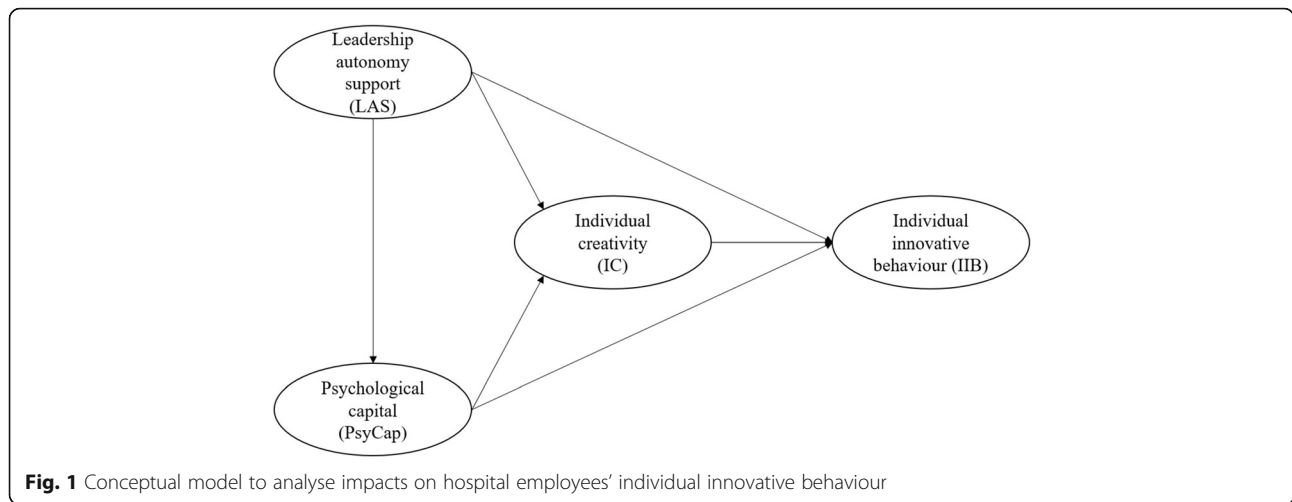 Leadership
autonomy
support
(LAS)
Individual
creativity
(IC)
Individual
innovative
behaviour (IIB)
Psychological
capital
(PsyCap)
Fig. 1 Conceptual model to analyse impacts on hospital employees’ individual innovative behaviour